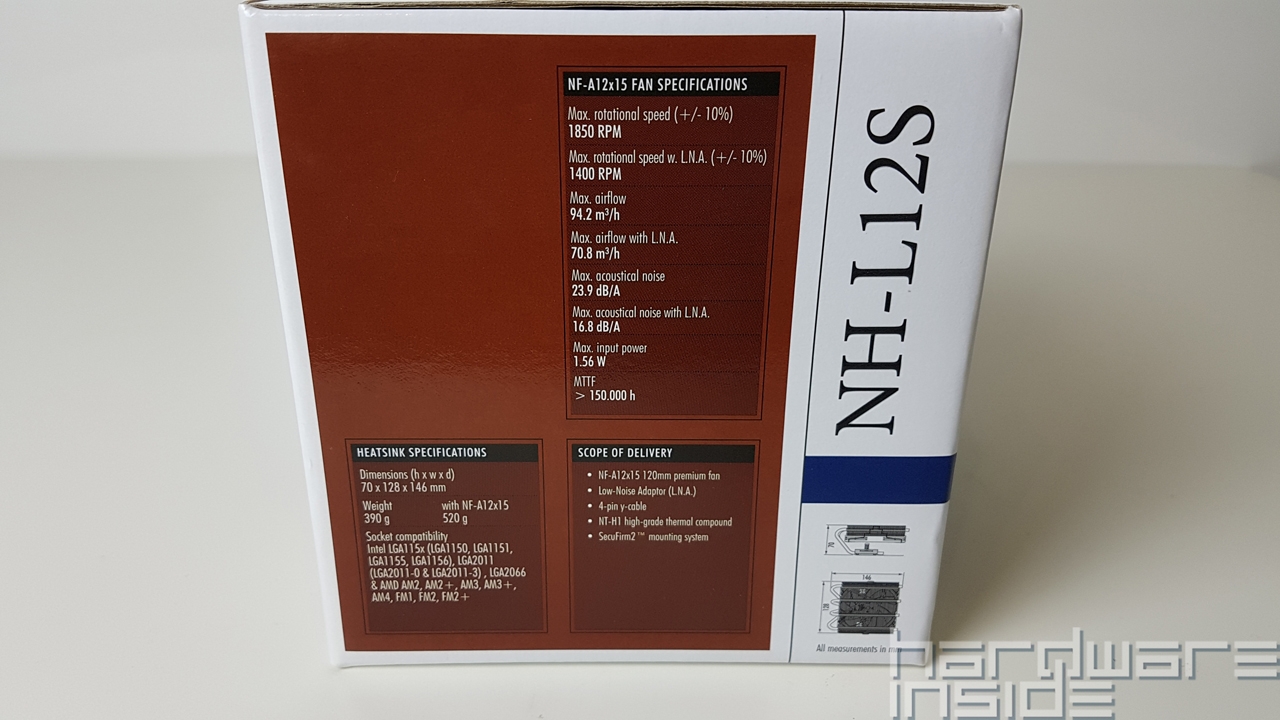 NF-A12x15 FAN SPECIFICATIONS
Max. rotational speed (+/- 10%)
1850 RPM
Max. rotational speed w. L.N.A. (+/- 10%)
1400 RPM
Max. airflow
94.2 m³/h
Max. airflow with L.N.A.
70.8 m³/h
Max. acoustical noise
23.9 dB/A
Max. acoustical noise with L.N.A.
16.8 dB/A
Max. input power
1.56 W
MTTF
> 150.000 h
HEATSINK SPECIFICATIONS
Dimensions (h x w x d)
70 x 128 x 146 mm
Weight with NF-A12x15
390 g 520 g
Socket compatibility
Intel LGA115x (LGA1150, LGA1151,
LGA1155, LGA1156), LGA2011
(LGA2011-0 & LGA2011-3) , LGA2066
& AMD AM2, AM2+, AM3, AM3+,
AM4, FM1, FM2, FM2+
SCOPE OF DELIVERY
• NF-A12x15 120mm premium fan
• Low-Noise Adaptor (L.N.A.)
• 4-pin y-cable
• NT-H1 high-grade thermal compound
• SecuFirm2™ mounting system
NH-L12S
70
146
128
All measurements in mm
hardware
inside